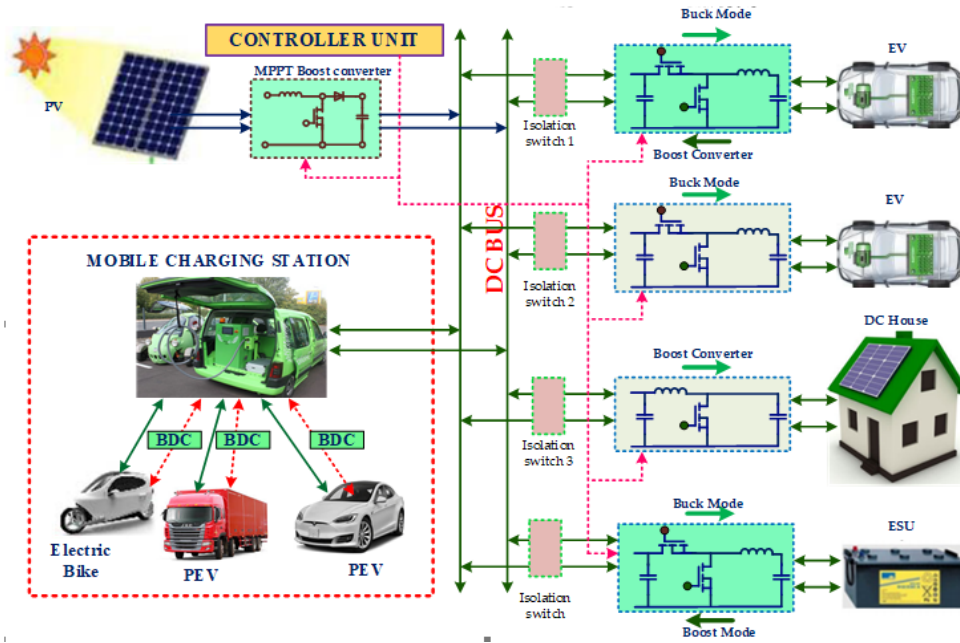 Buck Mode
CONTROLLER UNIT
EV
MPPT Boost converter
PV
Isolation
switch 1
Boost Converter
Buck Mode
EV
DC BUS
MOBILE CHARGING STATION
Isolation
switch 2
DC House
Boost Converter
BDC
BDC
BDC
Isolation
switch 3
Buck Mode
ESU
Electric
Bike
PEV
PEV
Isolation
switch
Boost Mode